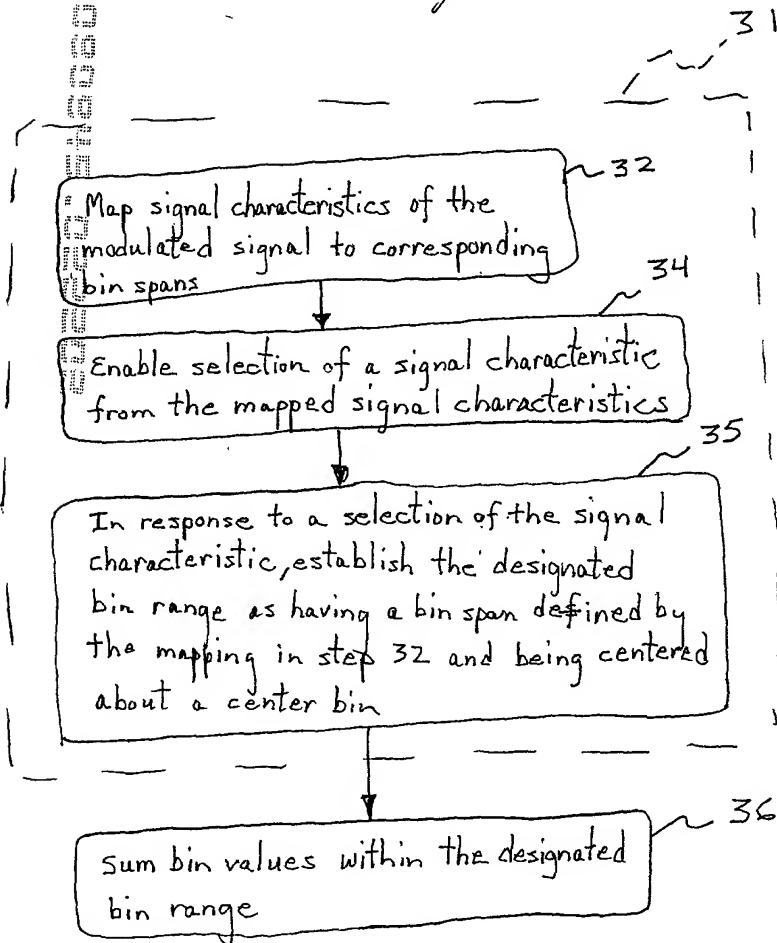 31
32
Map signal characteristics of the
modulated signal to corresponding
bin spans
34
Enable selection of a signal characteristic
from the mapped signal characteristics
35
In response to a selection of the signal
characteristic, establish the designated
bin range as having a bin span defined by
the mapping in step 32 and being centered
about a center bin
36
Sum bin values within the designated
bin range